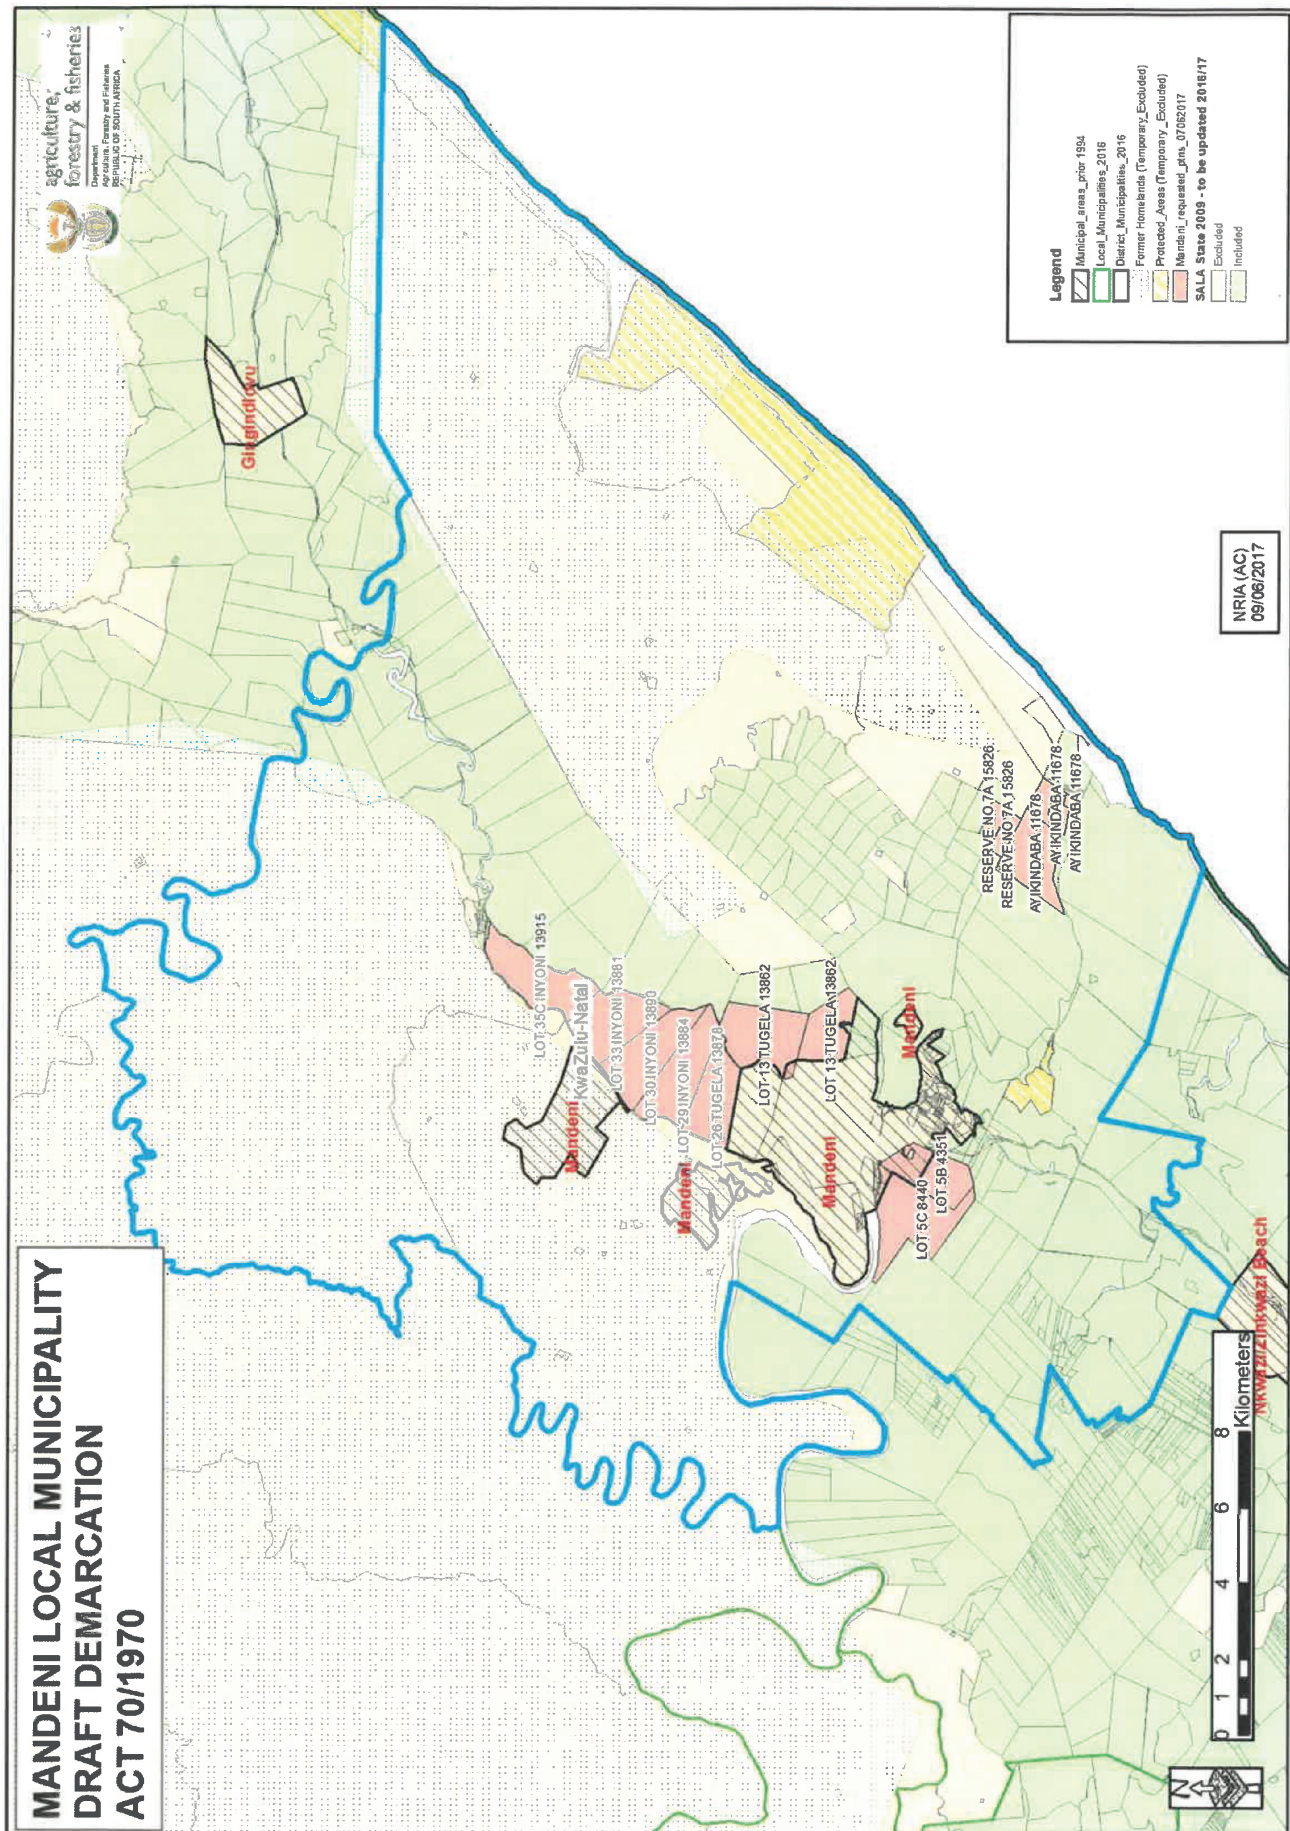 MANDENI LOCAL MUNICIPALITY
DRAFT DEMARCATION
ACT 70/1970
agriculture,
forestry & fisheries
Department:
Agriculture, Forestry and Fisheries
REPUBLIC OF SOUTH AFRICA
Gingindlovu
LOT 35C INYONI 13915
KwaZulu-Natal
Mandeni
LOT 33 INYONI 13881
LOT 30 INYONI 13890
LOT 29 INYONI 13884
Mandeni
LOT 26 TUGELA 13878
LOT 13 TUGELA 13862
Mandeni
LOT 13 TUGELA 13862
Mandeni
LOT 5C 8440
LOT 5B 4351
RESERVE NO 7A 15826
RESERVE NO 7A 15826
AYIKINDABA 11678
AYIKINDABA 11678
AYIKINDABA 11678
Nkwazi/Zinkwazi Beach
0 1 2 4 6 8
Kilometers
N
NRIA (AC)
09/06/2017
Legend
Municipal_areas_prior 1994
Local_Municipalities_2016
District_Municipalities_2016
Former Homelands (Temporary_Excluded)
Protected_Areas (Temporary_Excluded)
Mandeni_requested_ptns_07062017
SALA State 2009 - to be updated 2016/17
Excluded
Included